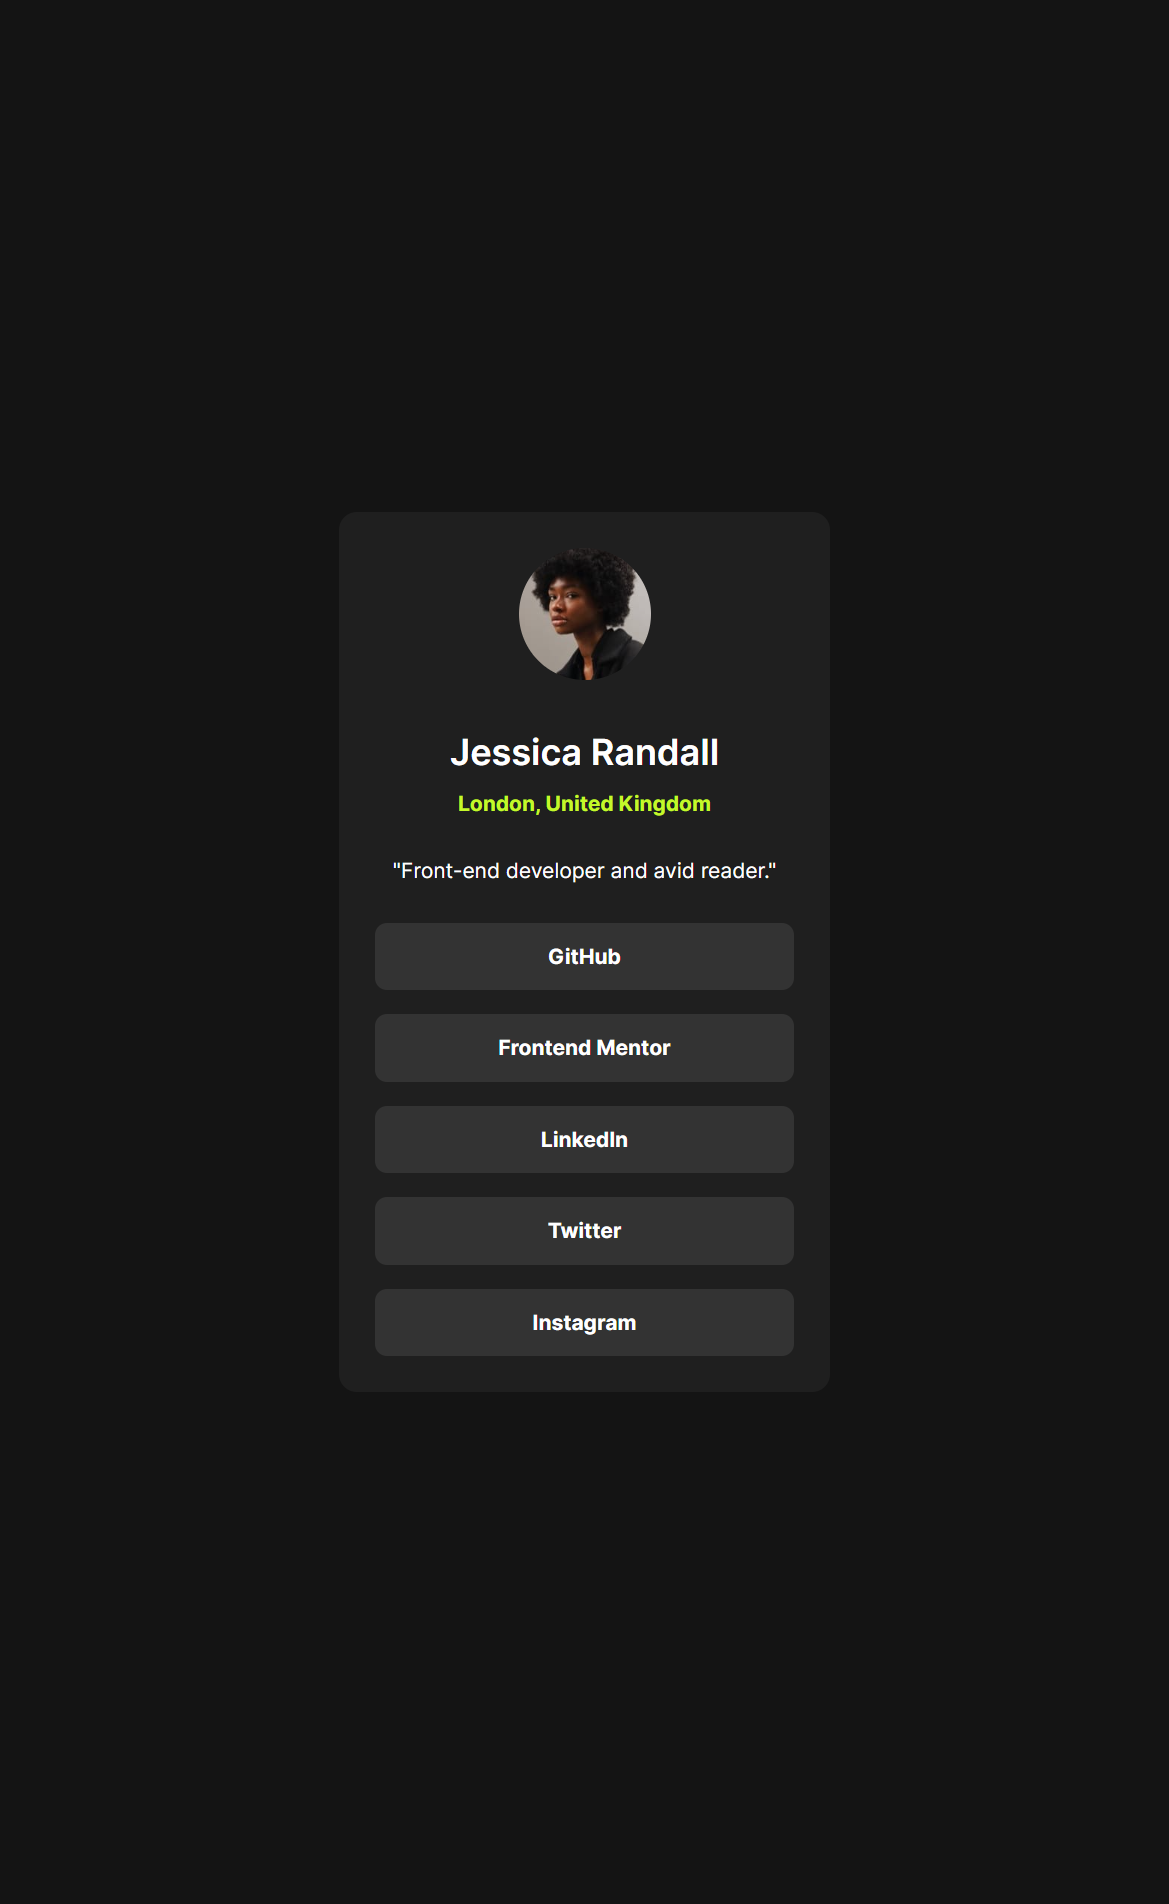 Jessica Randall
London, United Kingdom
"Front-end developer and avid reader."
GitHub
Frontend Mentor
LinkedIn
Twitter
Instagram